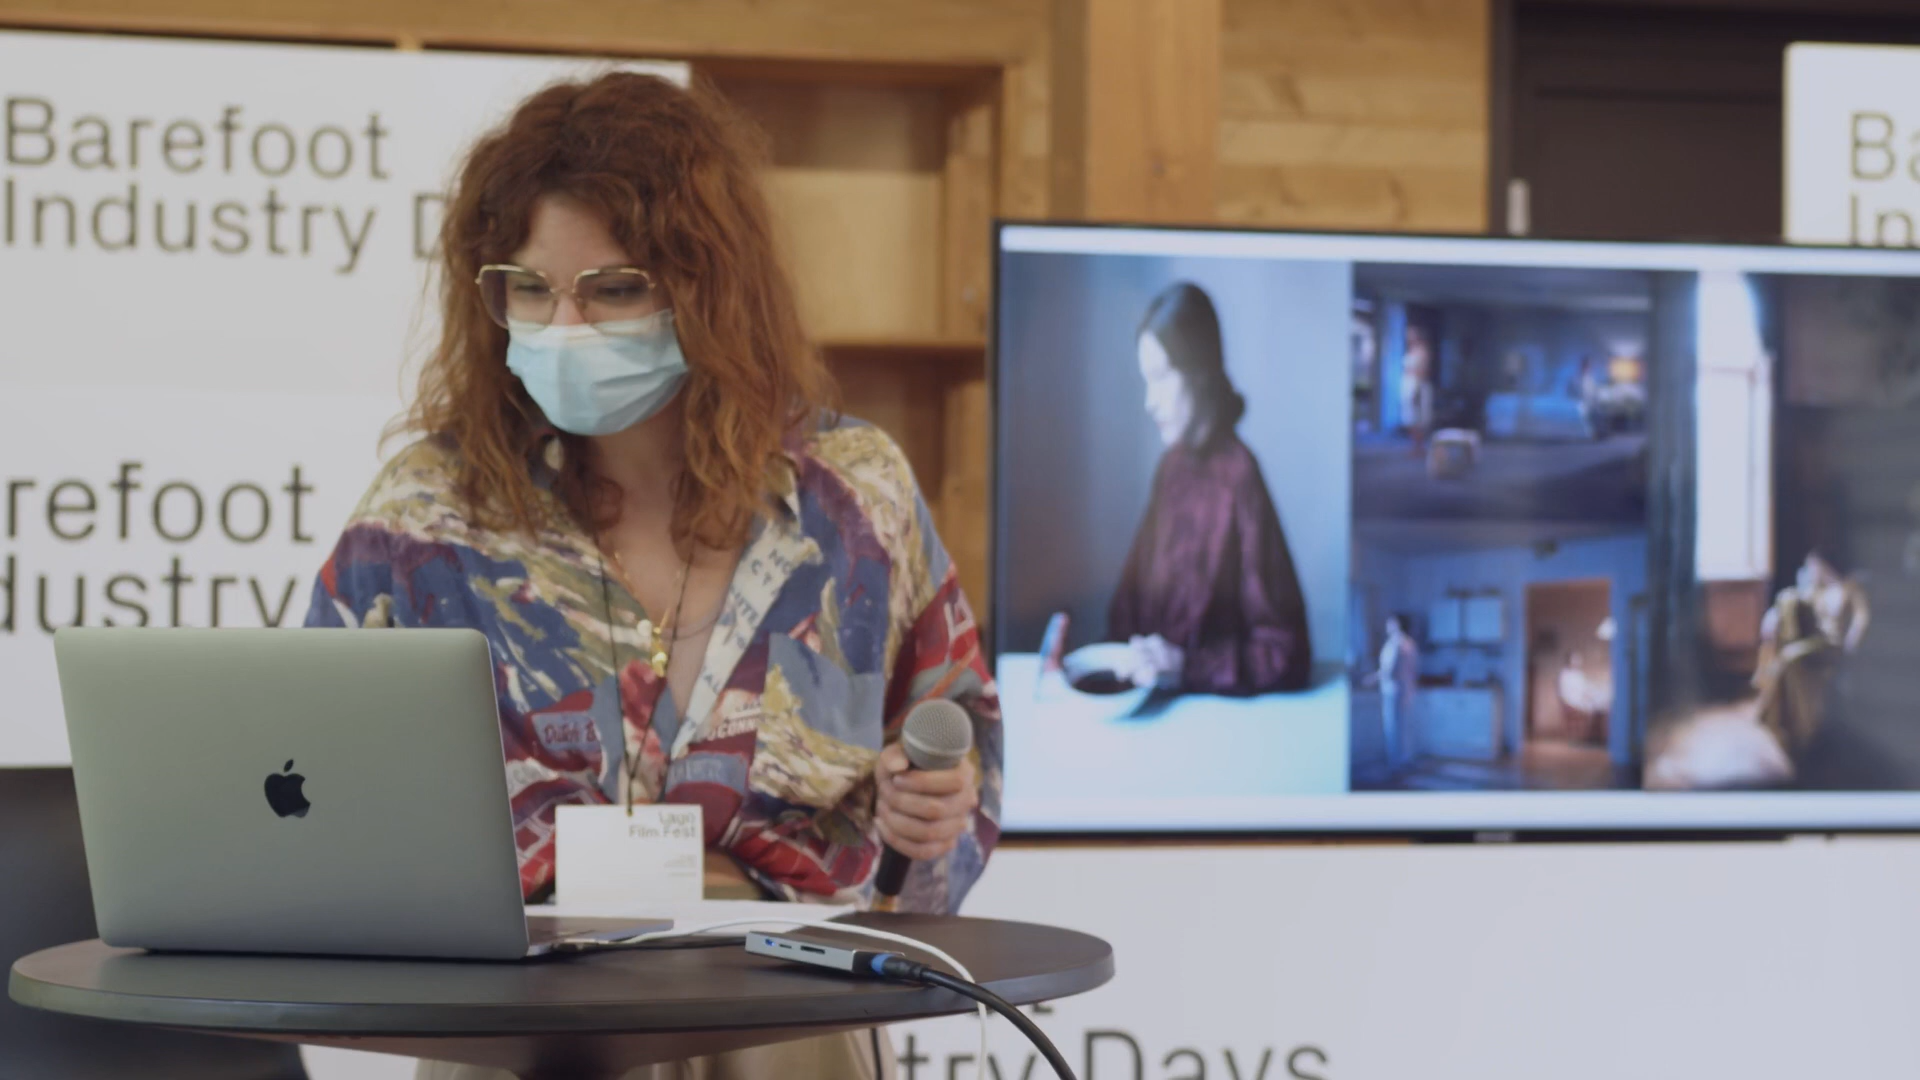 Barefoot
Industry D
refoot
dustry
Ba
In
Lago
Film Fest
try Days